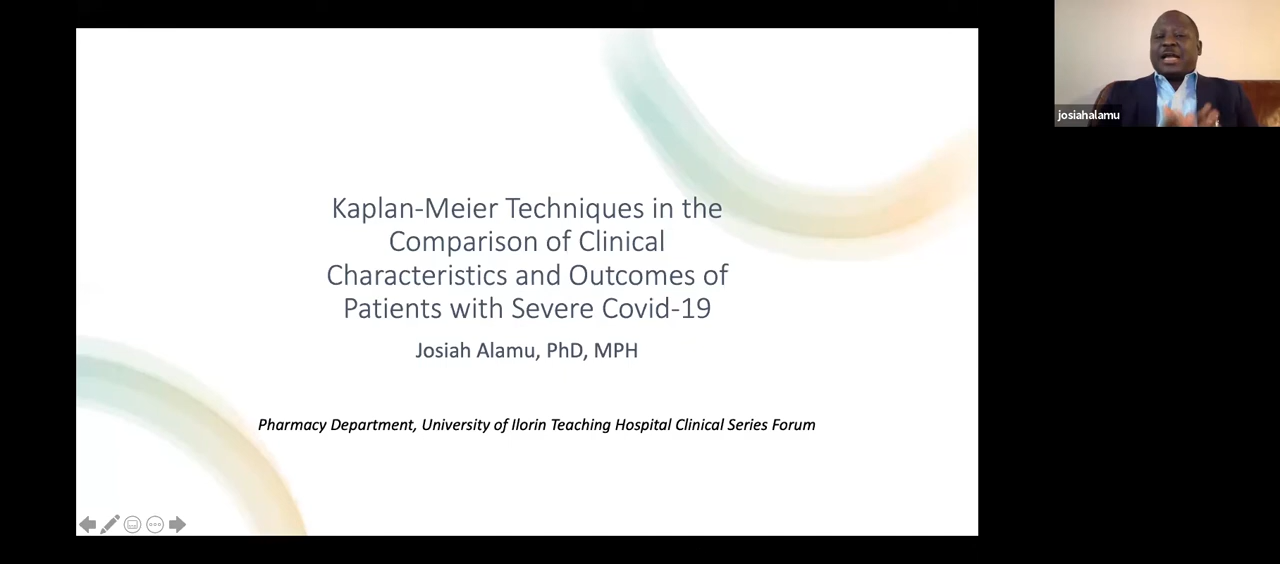 Kaplan-Meier Techniques in the
Comparison of Clinical
Characteristics and Outcomes of
Patients with Severe Covid-19
Josiah Alamu, PhD, MPH
Pharmacy Department, University of Ilorin Teaching Hospital Clinical Series Forum
josiahalamu